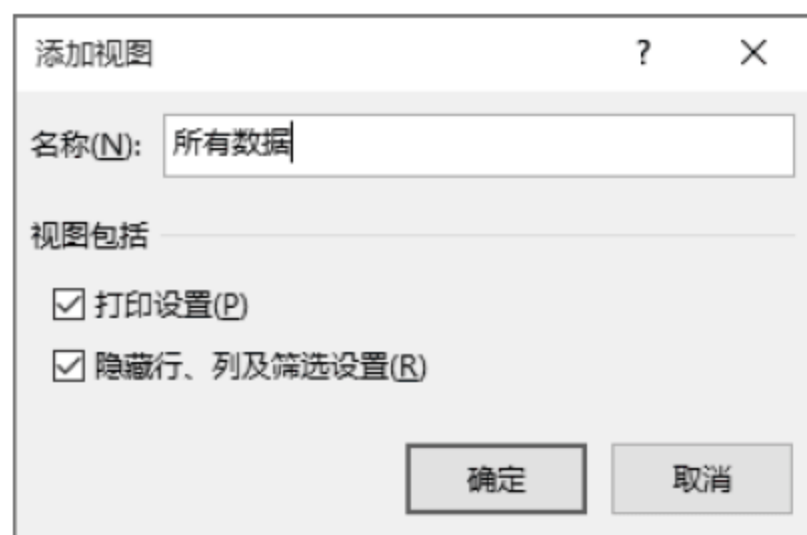 添加视图 ?
名称(N): 所有数据
视图包括
打印设置(P)
隐藏行、列及筛选设置(R)
确定 取消